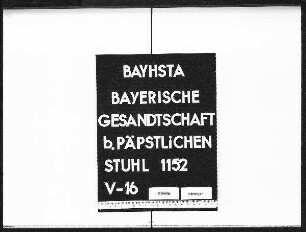 BAYHSTA
BAYERISCHE
GESANDTSCHAFT
b. PÄPSTLiCHEN
STUHL 1152
V-16